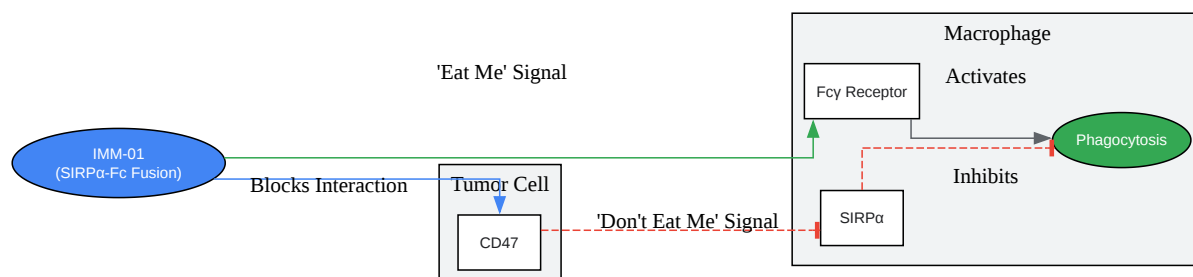 Macrophage
'Eat Me' Signal
Activates
Fcγ Receptor
Phagocytosis
IMM-01
(SIRPα-Fc Fusion)
Blocks Interaction
Tumor Cell
Inhibits
'Don't Eat Me' Signal
SIRPα
CD47